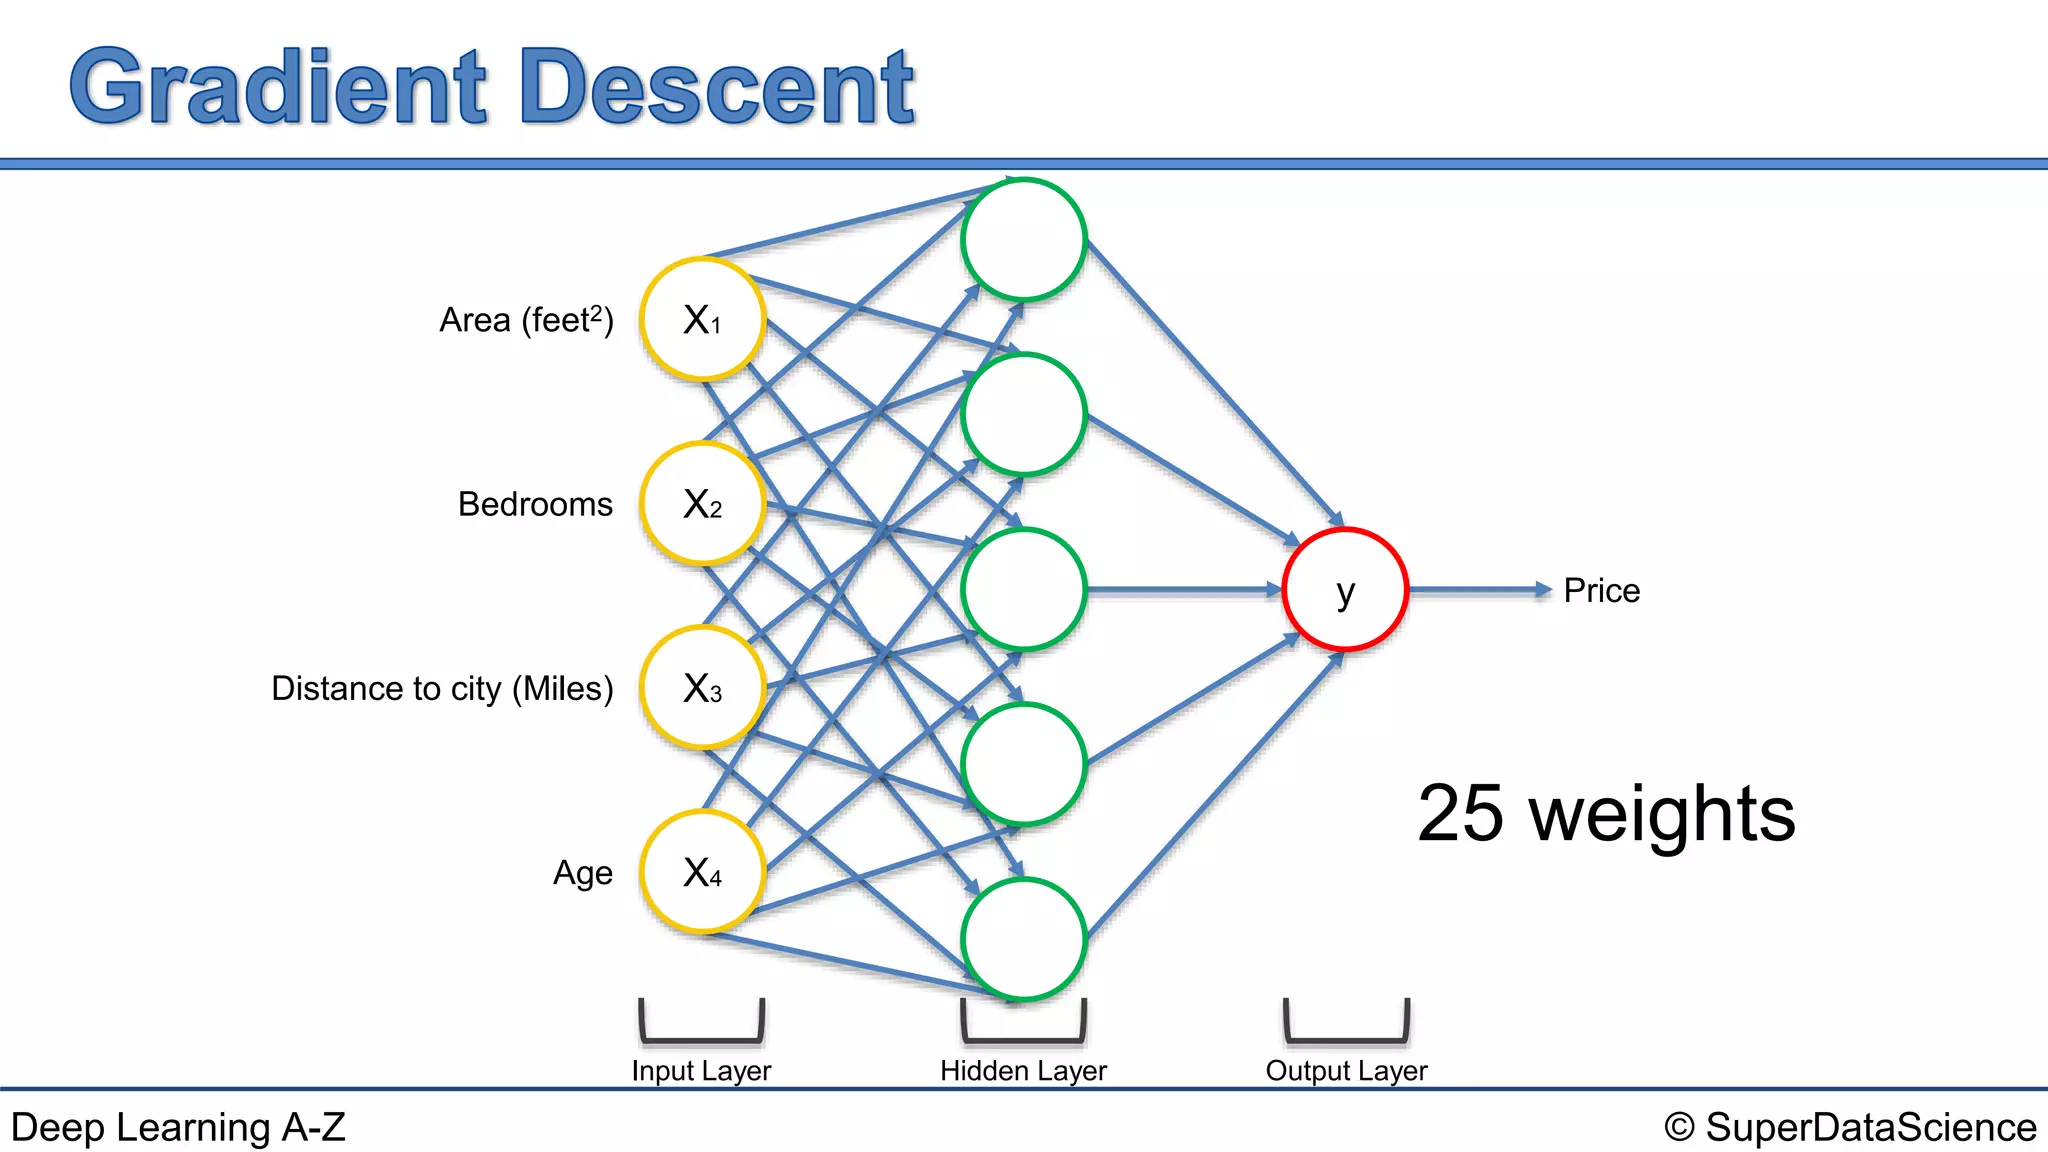 Gradient Descent
Area (feet²)
X₁
Bedrooms
X₂
Distance to city (Miles)
X₃
Age
X₄
y
Price
25 weights
Input Layer
Hidden Layer
Output Layer
Deep Learning A-Z
© SuperDataScience